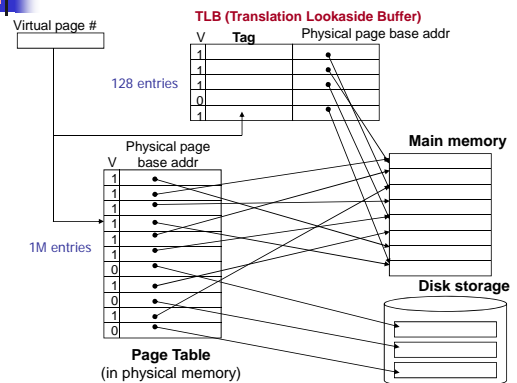 TLB (Translation Lookaside Buffer)
Virtual page #
V Tag Physical page base addr
1
1
1
0
1
128 entries
Main memory
Physical page
V base addr
1
1
1
1
1
1
0
1
0
1
0
1M entries
Disk storage
Page Table
(in physical memory)